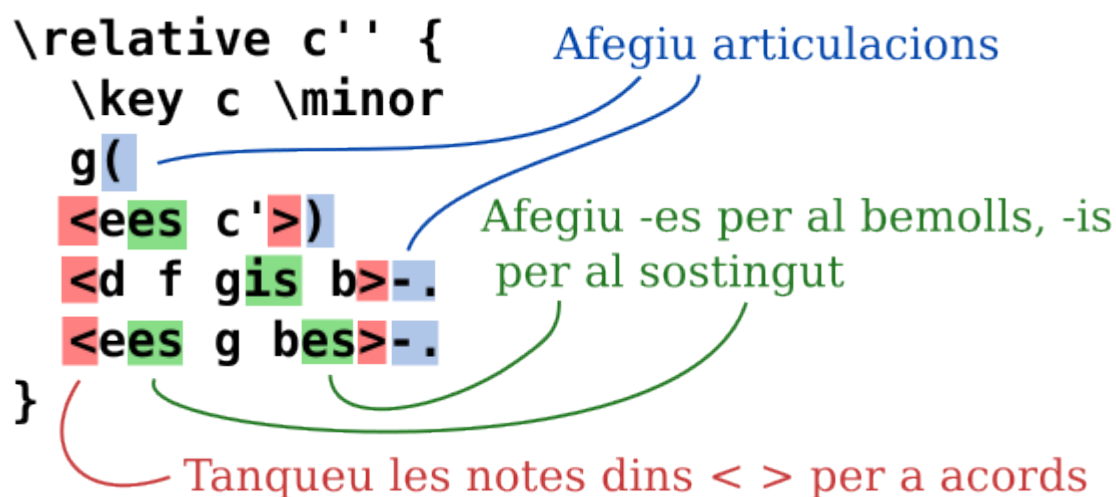 \relative c'' {
Afegiu articulacions
\key c \minor
g(
<ees c'>)
Afegiu -es per al bemolls, -is
<d f gis b>-.
per al sostingut
<ees g bes>-.
}
Tanqueu les notes dins < > per a acords